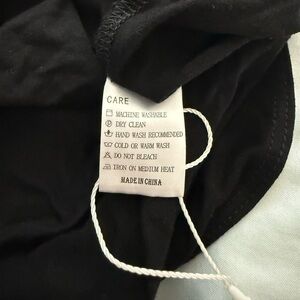 CARE
MACHINE WASHABLE
DRY CLEAN
HAND WASH RECOMMENDED
COLD OR WARM WASH
DO NOT BLEACH
IRON ON MEDIUM HEAT
MADE IN CHINA